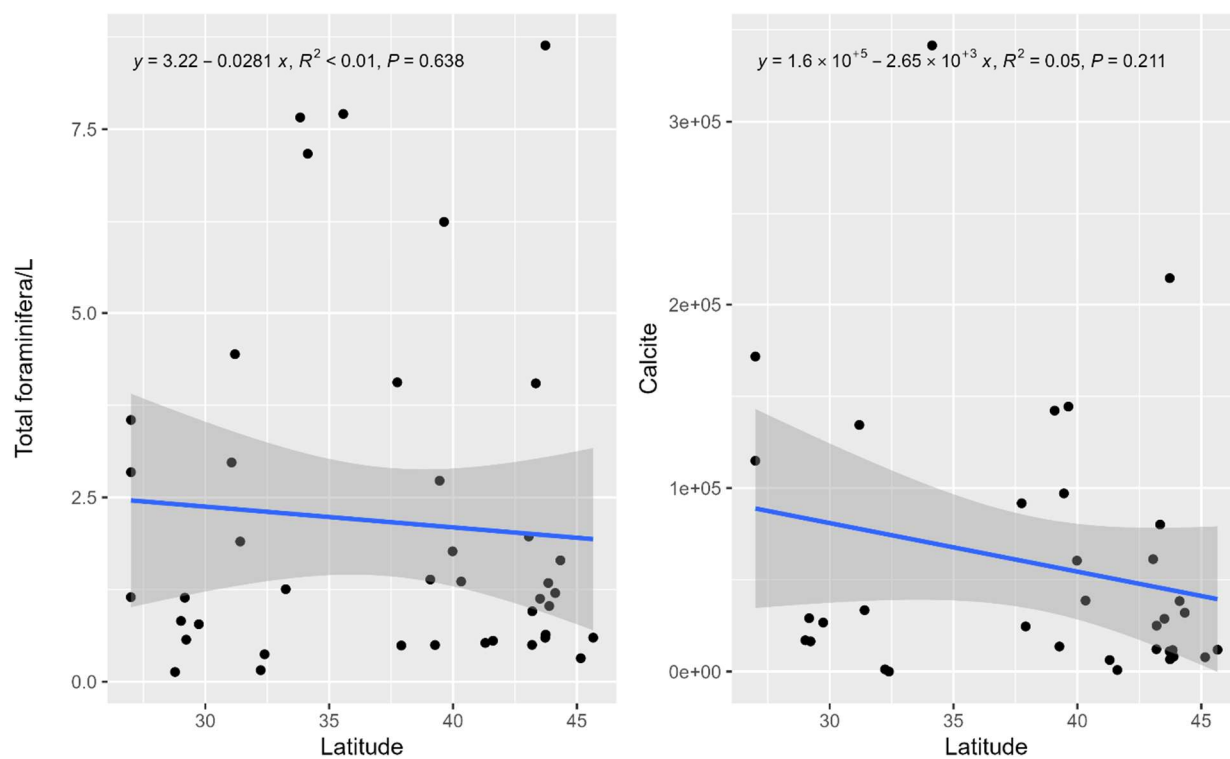 y = 3.22 − 0.0281 x, R² < 0.01, P = 0.638
7.5
5.0
2.5
0.0
Total foraminifera/L
30 35 40 45
Latitude
y = 1.6 × 10⁺⁵ − 2.65 × 10⁺³ x, R² = 0.05, P = 0.211
3e+05
2e+05
1e+05
0e+00
Calcite
30 35 40 45
Latitude